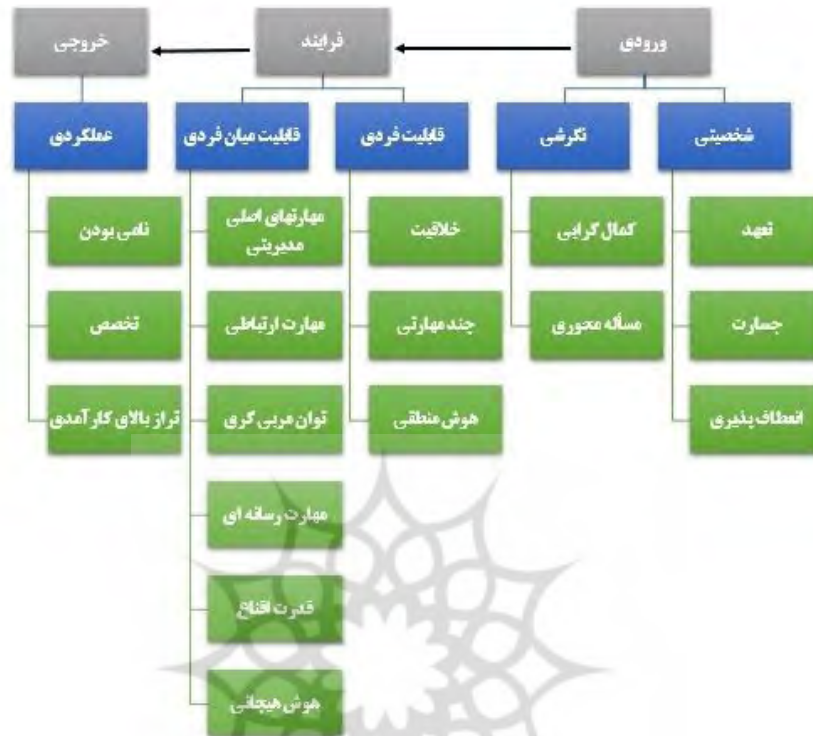 ورودی
فرایند
خروجی
شخصیتی
نگرشی
قابلیت فردی
قابلیت میان فردی
عملکردی
تعهد
کمال گرایی
خلاقیت
مهارتهای اصلی
مدیریتی
نامی بودن
جسارت
مسأله محوری
چند مهارتی
مهارت ارتباطی
تخصص
انعطاف پذیری
هوش منطقی
توان مربی گری
تراز بالای کارآمدی
مهارت رسانه ای
قدرت اقناع
هوش هیجانی